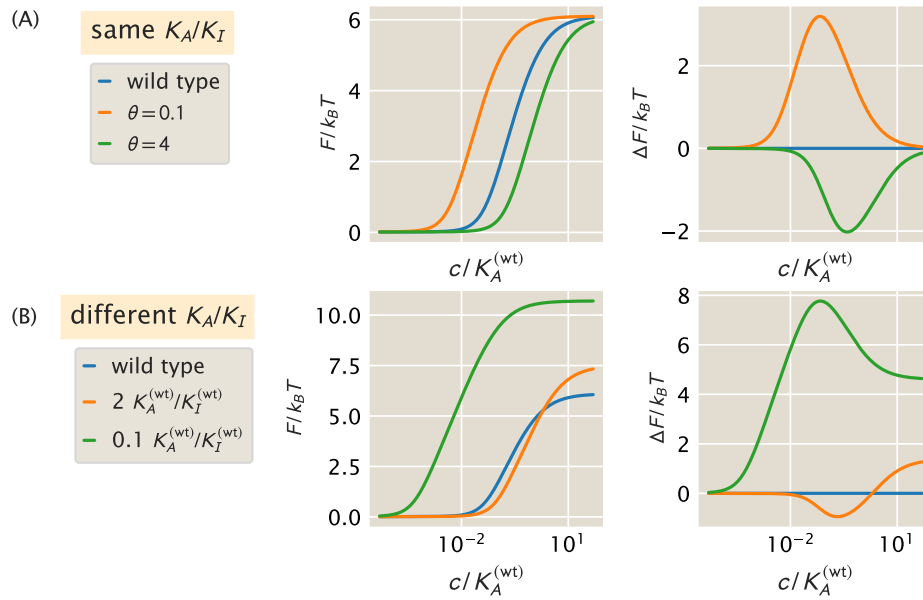 (A)
same K_A/K_I
wild type
θ = 0.1
θ = 4
F/k_BT
6
4
2
0
c/K_A^(wt)
ΔF/k_BT
2
0
−2
c/K_A^(wt)
(B)
different K_A/K_I
wild type
2 K_A^(wt)/K_I^(wt)
0.1 K_A^(wt)/K_I^(wt)
F/k_BT
10.0
7.5
5.0
2.5
0.0
10^−2
10^1
c/K_A^(wt)
ΔF/k_BT
8
6
4
2
0
10^−2
10^1
c/K_A^(wt)